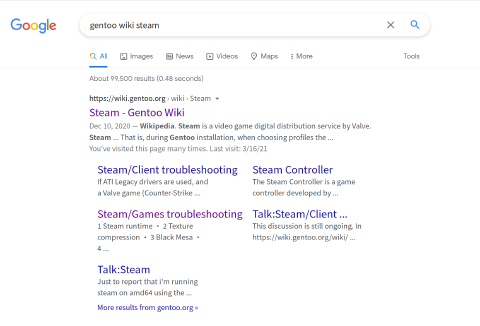 Google
gentoo wiki steam
All Images News Videos Maps More Tools
About 99,500 results (0.48 seconds)
https://wiki.gentoo.org › wiki › Steam
Steam - Gentoo Wiki
Dec 10, 2020 — Wikipedia. Steam is a video game digital distribution service by Valve.
Steam ... That is, during Gentoo installation, when choosing profiles the ...
You've visited this page many times. Last visit: 3/16/21
Steam/Client troubleshooting
If ATI Legacy drivers are used, and
a Valve game (Counter-Strike ...
Steam Controller
The Steam Controller is a game
controller developed by ...
Steam/Games troubleshooting
1 Steam runtime • 2 Texture
compression • 3 Black Mesa •
4 ...
Talk:Steam/Client ...
This discussion is still ongoing. In
https://wiki.gentoo.org/wiki/ ...
Talk:Steam
Just to report that i'm running
steam on amd64 using the ...
More results from gentoo.org »